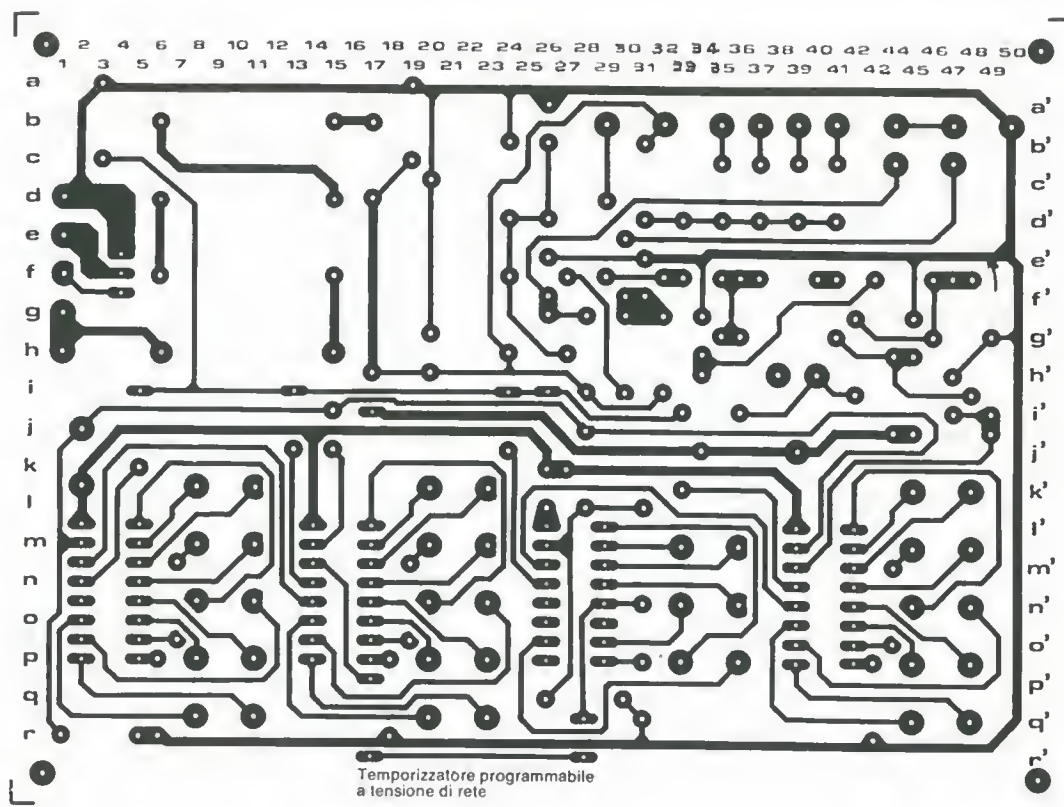 2 4 6 8 10 12 14 16 18 20 22 24 26 28 30 32 34 36 38 40 42 44 46 48 50
1 3 5 7 9 11 13 15 17 19 21 23 25 27 29 31 33 35 37 39 41 43 45 47 49
a
a'
b
b'
c
c'
d
d'
e
e'
f
f'
g
g'
h
h'
i
i'
j
j'
k
k'
l
l'
m
m'
n
n'
o
o'
p
p'
q
q'
r
r'
Temporizzatore programmabile
a tensione di rete